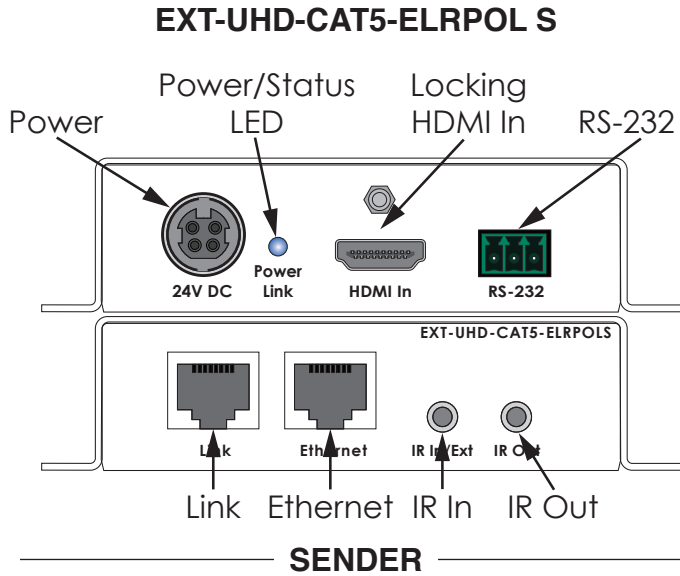 EXT-UHD-CAT5-ELRPOL S
Power/Status
LED
Locking
HDMI In
Power
RS-232
24V DC
Power
Link
HDMI In
RS-232
EXT-UHD-CAT5-ELRPOLS
Link
Ethernet
IR In/Ext
IR Out
Link
Ethernet
IR In
IR Out
SENDER